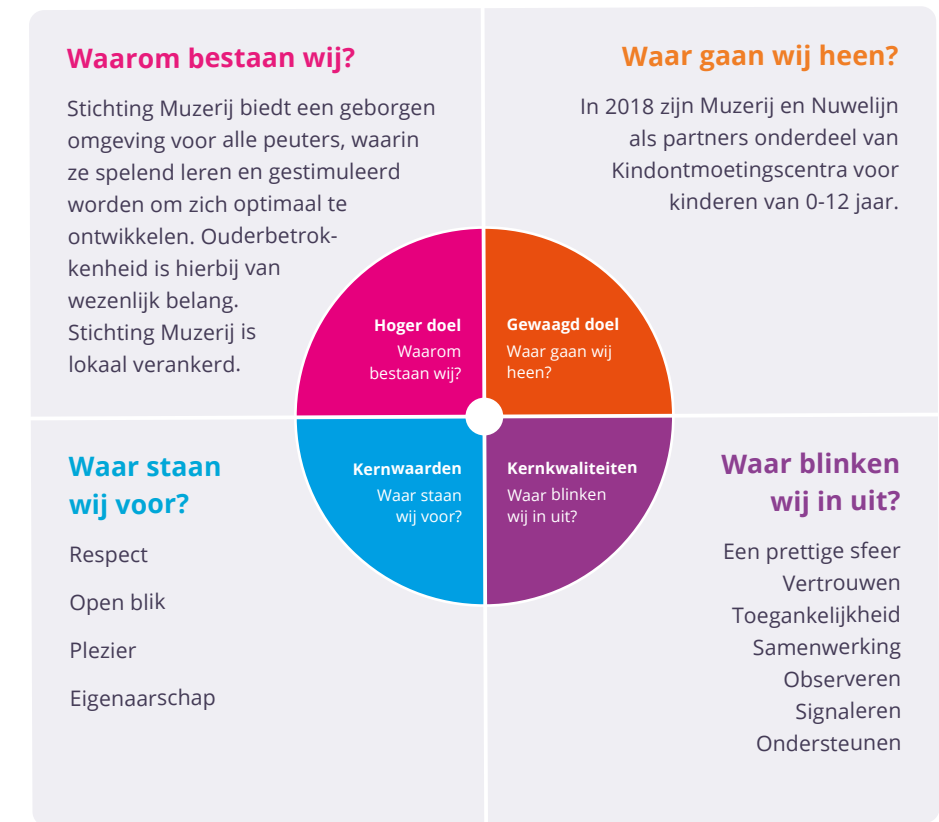 Waarom bestaan wij?
Stichting Muzerij biedt een geborgen
omgeving voor alle peuters, waarin
ze spelend leren en gestimuleerd
worden om zich optimaal te
ontwikkelen. Ouderbetrok-
kenheid is hierbij van
wezenlijk belang.
Stichting Muzerij is
lokaal verankerd.
Waar gaan wij heen?
In 2018 zijn Muzerij en Nuwelijn
als partners onderdeel van
Kindontmoetingscentra voor
kinderen van 0-12 jaar.
Hoger doel
Waarom
bestaan wij?
Gewaagd doel
Waar gaan wij
heen?
Kernwaarden
Waar staan
wij voor?
Kernkwaliteiten
Waar blinken
wij in uit?
Waar staan
wij voor?
Respect
Open blik
Plezier
Eigenaarschap
Waar blinken
wij in uit?
Een prettige sfeer
Vertrouwen
Toegankelijkheid
Samenwerking
Observeren
Signaleren
Ondersteunen